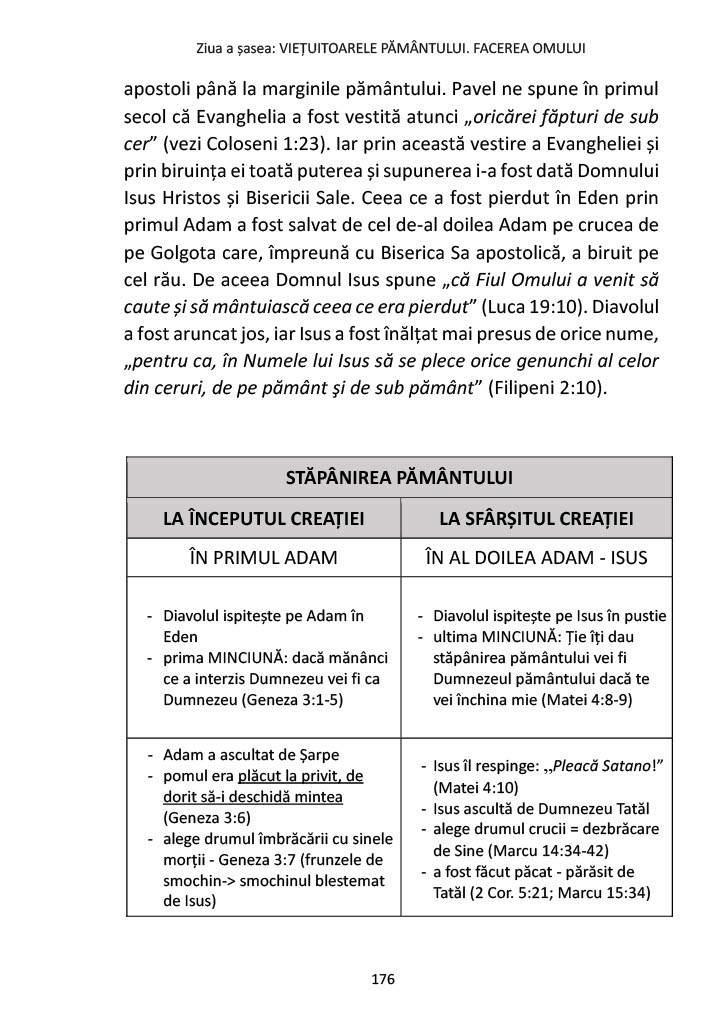 Ziua a șasea: VIEȚUITOARELE PĂMÂNTULUI. FACEREA OMULUI
apostoli până la marginile pământului. Pavel ne spune în primul
secol că Evanghelia a fost vestită atunci „oricărei făpturi de sub
cer” (vezi Coloseni 1:23). Iar prin această vestire a Evangheliei și
prin biruința ei toată puterea și supunerea i-a fost dată Domnului
Isus Hristos și Bisericii Sale. Ceea ce a fost pierdut în Eden prin
primul Adam a fost salvat de cel de-al doilea Adam pe crucea de
pe Golgota care, împreună cu Biserica Sa apostolică, a biruit pe
cel rău. De aceea Domnul Isus spune „că Fiul Omului a venit să
caute și să mântuiască ceea ce era pierdut” (Luca 19:10). Diavolul
a fost aruncat jos, iar Isus a fost înălțat mai presus de orice nume,
„pentru ca, în Numele lui Isus să se plece orice genunchi al celor
din ceruri, de pe pământ şi de sub pământ” (Filipeni 2:10).
STĂPÂNIREA PĂMÂNTULUI
LA ÎNCEPUTUL CREAȚIEI
LA SFÂRȘITUL CREAȚIEI
ÎN PRIMUL ADAM
ÎN AL DOILEA ADAM - ISUS
- Diavolul ispitește pe Adam în
Eden
- prima MINCIUNĂ: dacă mănânci
ce a interzis Dumnezeu vei fi ca
Dumnezeu (Geneza 3:1-5)
- Diavolul ispitește pe Isus în pustie
- ultima MINCIUNĂ: Ție îți dau
stăpânirea pământului vei fi
Dumnezeul pământului dacă te
vei închina mie (Matei 4:8-9)
- Adam a ascultat de Șarpe
- pomul era plăcut la privit, de
dorit să-i deschidă mintea
(Geneza 3:6)
- alege drumul îmbrăcării cu sinele
morții - Geneza 3:7 (frunzele de
smochin-> smochinul blestemat
de Isus)
- Isus îl respinge: „Pleacă Satano!”
(Matei 4:10)
- Isus ascultă de Dumnezeu Tatăl
- alege drumul crucii = dezbrăcare
de Sine (Marcu 14:34-42)
- a fost făcut păcat - părăsit de
Tatăl (2 Cor. 5:21; Marcu 15:34)
176